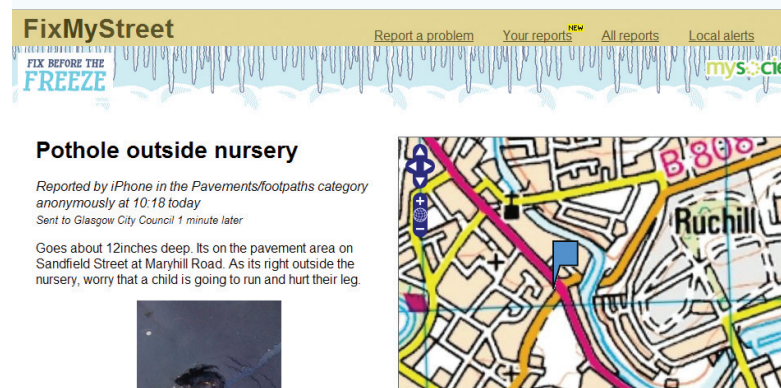 FixMyStreet
Report a problem
Your reports
NEW
All reports
Local alerts
FIX BEFORE THE
FREEZE
Pothole outside nursery
Reported by iPhone in the Pavements/footpaths category
anonymously at 10:18 today
Sent to Glasgow City Council 1 minute later
Goes about 12inches deep. Its on the pavement area on
Sandfield Street at Maryhill Road. As its right outside the
nursery, worry that a child is going to run and hurt their leg.
B 808
Ruchill